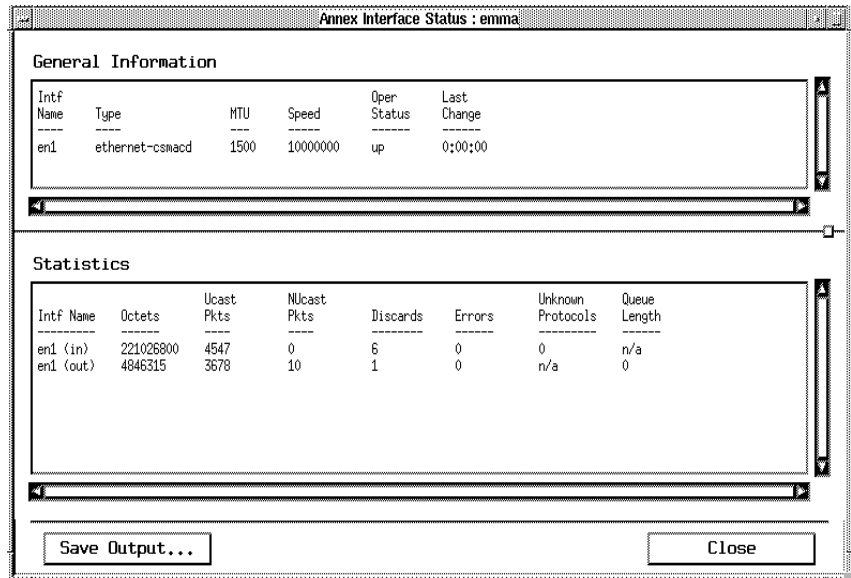 Annex Interface Status : emma
General Information
Intf Oper Last
Name Type MTU Speed Status Change
---- ---- --- ----- ------ ------
en1 ethernet-csmacd 1500 10000000 up 0:00:00
Statistics
Ucast NUcast Unknown Queue
Intf Name Octets Pkts Pkts Discards Errors Protocols Length
--------- ------ ---- ---- -------- ------ --------- ------
en1 (in) 221026800 4547 0 6 0 0 n/a
en1 (out) 4846315 3678 10 1 0 n/a 0
Save Output... Close